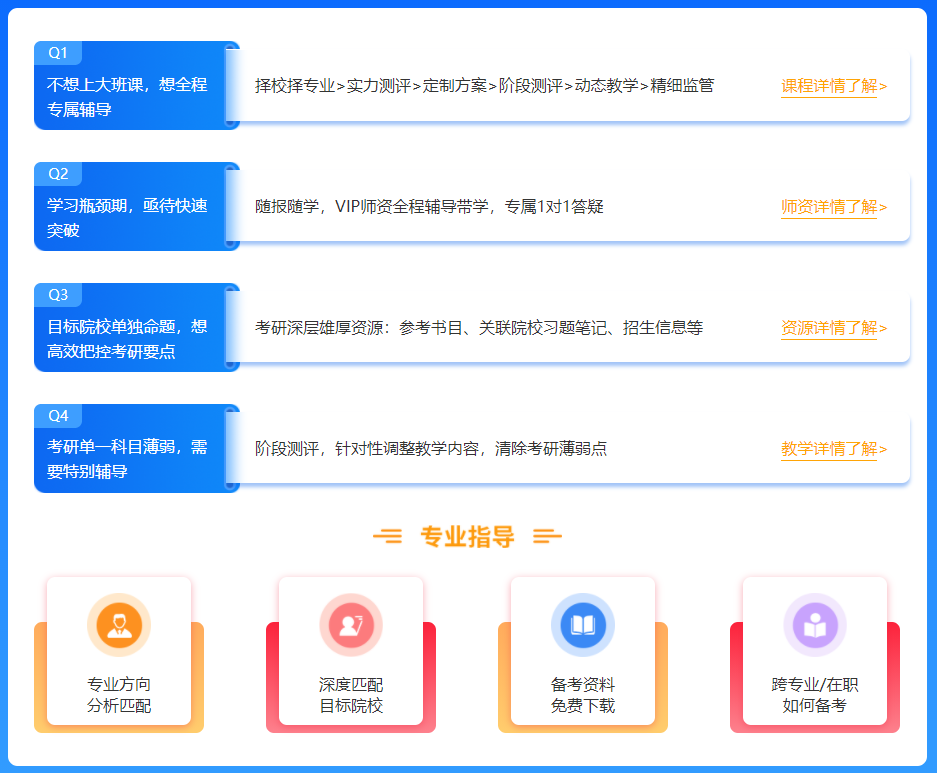 Q1
不想上大班课，想全程
专属辅导
择校择专业>实力测评>定制方案>阶段测评>动态教学>精细监管
课程详情了解>
Q2
学习瓶颈期，亟待快速
突破
随报随学，VIP师资全程辅导带学，专属1对1答疑
师资详情了解>
Q3
目标院校单独命题，想
高效把控考研要点
考研深层雄厚资源：参考书目、关联院校习题笔记、招生信息等
资源详情了解>
Q4
考研单一科目薄弱，需
要特别辅导
阶段测评，针对性调整教学内容，清除考研薄弱点
教学详情了解>
专业指导
专业方向
分析匹配
深度匹配
目标院校
备考资料
免费下载
跨专业/在职
如何备考